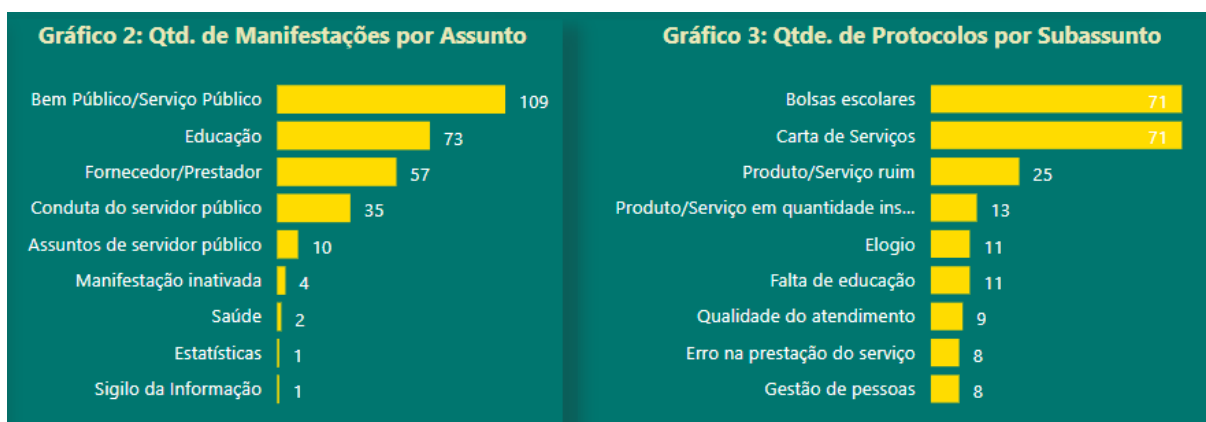 Gráfico 2: Qtd. de Manifestações por Assunto
Bem Público/Serviço Público 109
Educação 73
Fornecedor/Prestador 57
Conduta do servidor público 35
Assuntos de servidor público 10
Manifestação inativada 4
Saúde 2
Estatísticas 1
Sigilo da Informação 1
Gráfico 3: Qtde. de Protocolos por Subassunto
Bolsas escolares 71
Carta de Serviços 71
Produto/Serviço ruim 25
Produto/Serviço em quantidade ins... 13
Elogio 11
Falta de educação 11
Qualidade do atendimento 9
Erro na prestação do serviço 8
Gestão de pessoas 8